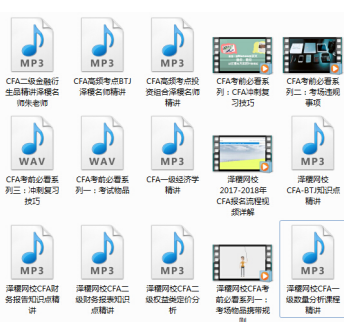 MP3
MP3
MP3
CFA二级金融衍
生品精讲泽稷名
师朱老师
CFA高频考点BTJ
泽稷名师精讲
CFA高频考点投
资组合泽稷名师
精讲
CFA考前必看系
列：CFA冲刺复
习技巧
CFA考前必看系
列二：考场违规
事项
WAV
WAV
MP3
MP3
CFA考前必看系
列三：冲刺复习
技巧
CFA考前必看系
列一：考试物品
CFA一级经济学
精讲
泽稷网校
2017-2018年
CFA报名流程视
频详解
泽稷网校
CFA-BTJ知识点
精讲
MP3
MP3
MP3
MP3
泽稷网校CFA财
务报告知识点精
讲
泽稷网校CFA二
级财务报表知识
点精讲
泽稷网校CFA二
级权益类定价分
析
泽稷网校CFA考
前必看系列一：
考场物品携带规
则
泽稷网校CFA一
级数量分析课程
精讲